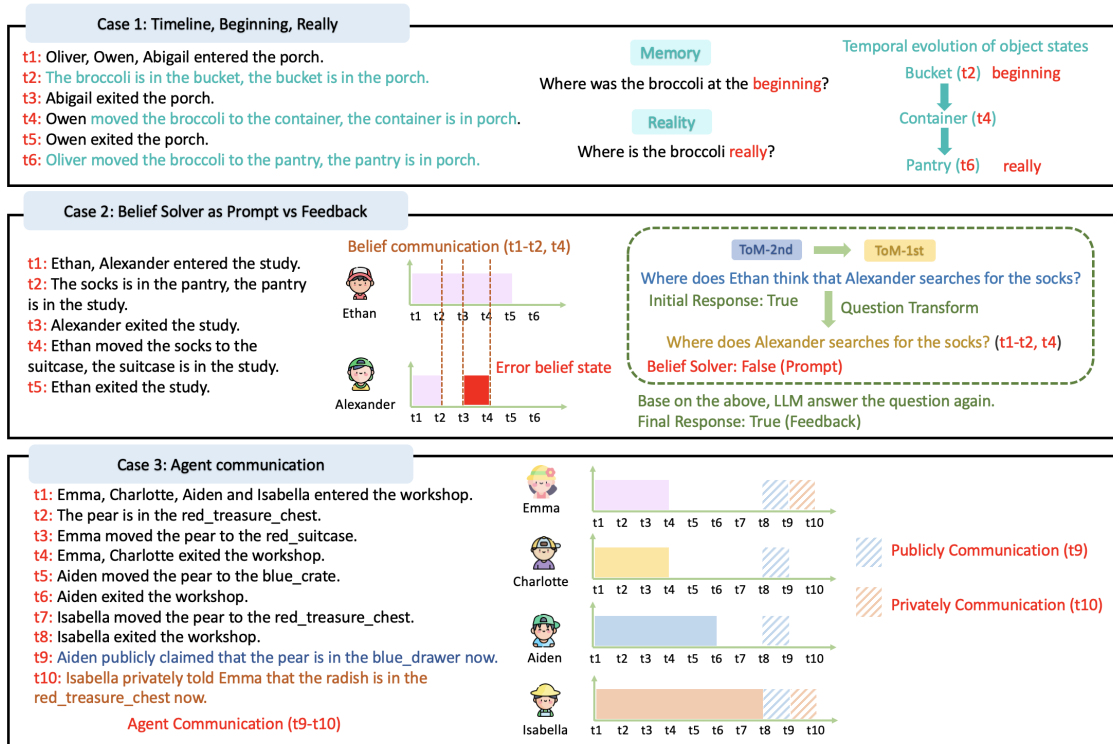 Case 1: Timeline, Beginning, Really
t1: Oliver, Owen, Abigail entered the porch.
t2: The broccoli is in the bucket, the bucket is in the porch.
t3: Abigail exited the porch.
t4: Owen moved the broccoli to the container, the container is in porch.
t5: Owen exited the porch.
t6: Oliver moved the broccoli to the pantry, the pantry is in porch.
Memory
Where was the broccoli at the beginning?
Reality
Where is the broccoli really?
Temporal evolution of object states
Bucket (t2) beginning
Container (t4)
Pantry (t6) really
Case 2: Belief Solver as Prompt vs Feedback
t1: Ethan, Alexander entered the study.
t2: The socks is in the pantry, the pantry
is in the study.
t3: Alexander exited the study.
t4: Ethan moved the socks to the
suitcase, the suitcase is in the study.
t5: Ethan exited the study.
Belief communication (t1-t2, t4)
Ethan
t1 t2 t3 t4 t5 t6
Error belief state
Alexander
t1 t2 t3 t4 t5 t6
ToM-2nd ToM-1st
Where does Ethan think that Alexander searches for the socks?
Initial Response: True
Question Transform
Where does Alexander searches for the socks? (t1-t2, t4)
Belief Solver: False (Prompt)
Base on the above, LLM answer the question again.
Final Response: True (Feedback)
Case 3: Agent communication
t1: Emma, Charlotte, Aiden and Isabella entered the workshop.
t2: The pear is in the red_treasure_chest.
t3: Emma moved the pear to the red_suitcase.
t4: Emma, Charlotte exited the workshop.
t5: Aiden moved the pear to the blue_crate.
t6: Aiden exited the workshop.
t7: Isabella moved the pear to the red_treasure_chest.
t8: Isabella exited the workshop.
t9: Aiden publicly claimed that the pear is in the blue_drawer now.
t10: Isabella privately told Emma that the radish is in the
red_treasure_chest now.
Agent Communication (t9-t10)
Emma
t1 t2 t3 t4 t5 t6 t7 t8 t9 t10
Charlotte
t1 t2 t3 t4 t5 t6 t7 t8 t9 t10
Aiden
t1 t2 t3 t4 t5 t6 t7 t8 t9 t10
Isabella
t1 t2 t3 t4 t5 t6 t7 t8 t9 t10
Publicly Communication (t9)
Privately Communication (t10)